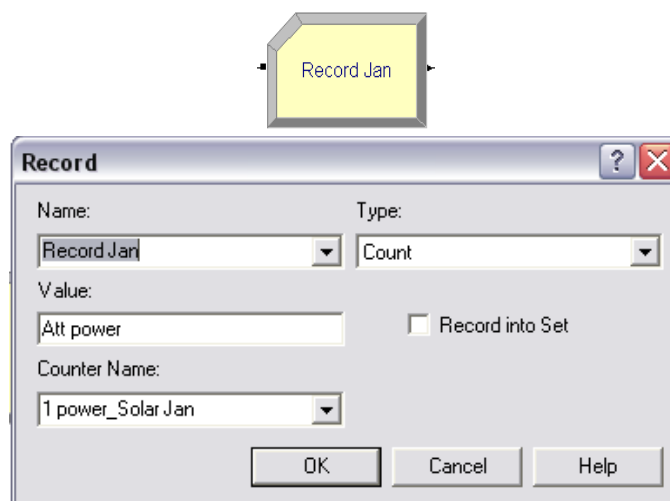 Record Jan
Record
?
Name:
Type:
Record Jan
Count
Value:
Att power
Record into Set
Counter Name:
1 power_Solar Jan
OK
Cancel
Help